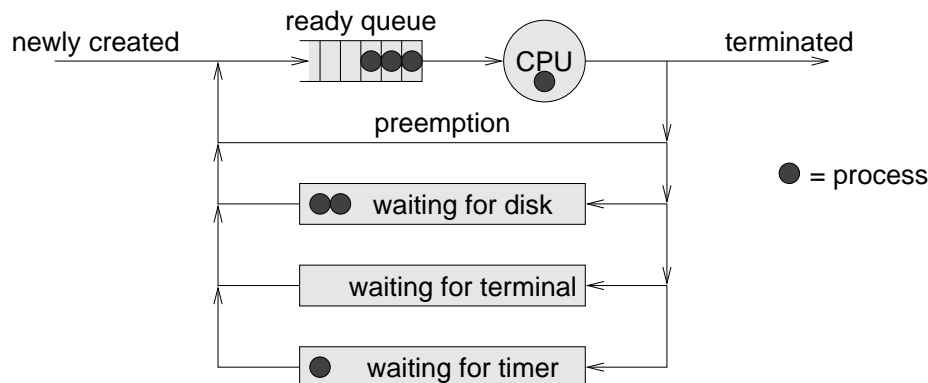 ready queue
newly created
terminated
CPU
preemption
= process
waiting for disk
waiting for terminal
waiting for timer